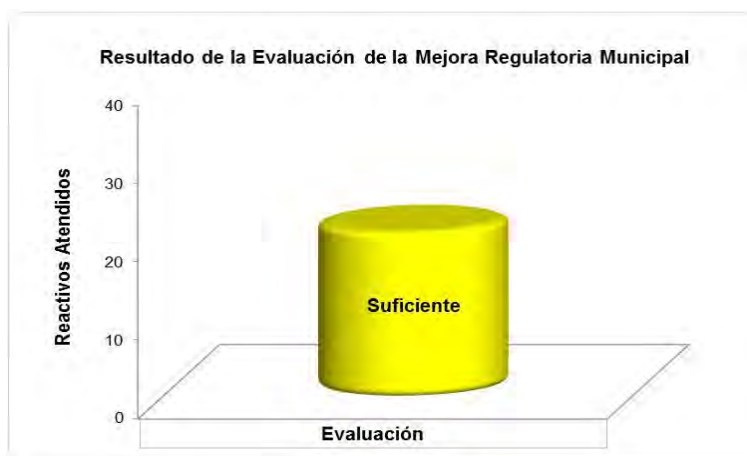 Resultado de la Evaluación de la Mejora Regulatoria Municipal
40
30
20
10
0
Reactivos Atendidos
Suficiente
Evaluación